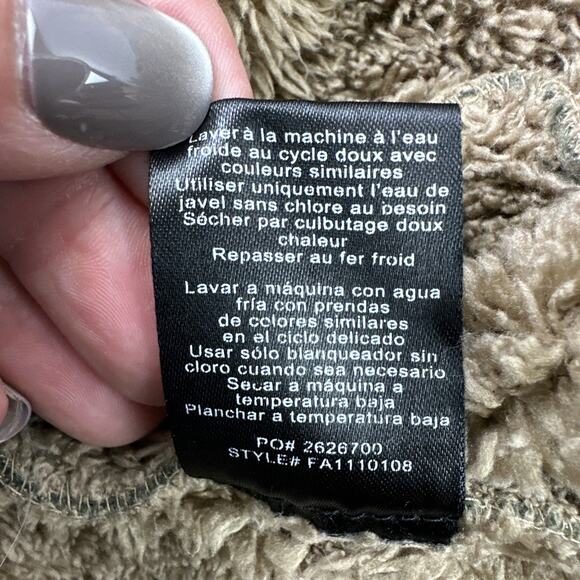 Laver à la machine à l'eau
froide au cycle doux avec
couleurs similaires
Utiliser uniquement l'eau de
javel sans chlore au besoin
Sécher par culbutage doux
chaleur
Repasser au fer froid
Lavar a máquina con agua
fría con prendas
de colores similares
en el ciclo delicado
Usar sólo blanqueador sin
cloro cuando sea necesario
Secar a máquina a
temperatura baja
Planchar a temperatura baja
PO# 2626700
STYLE# FA1110108